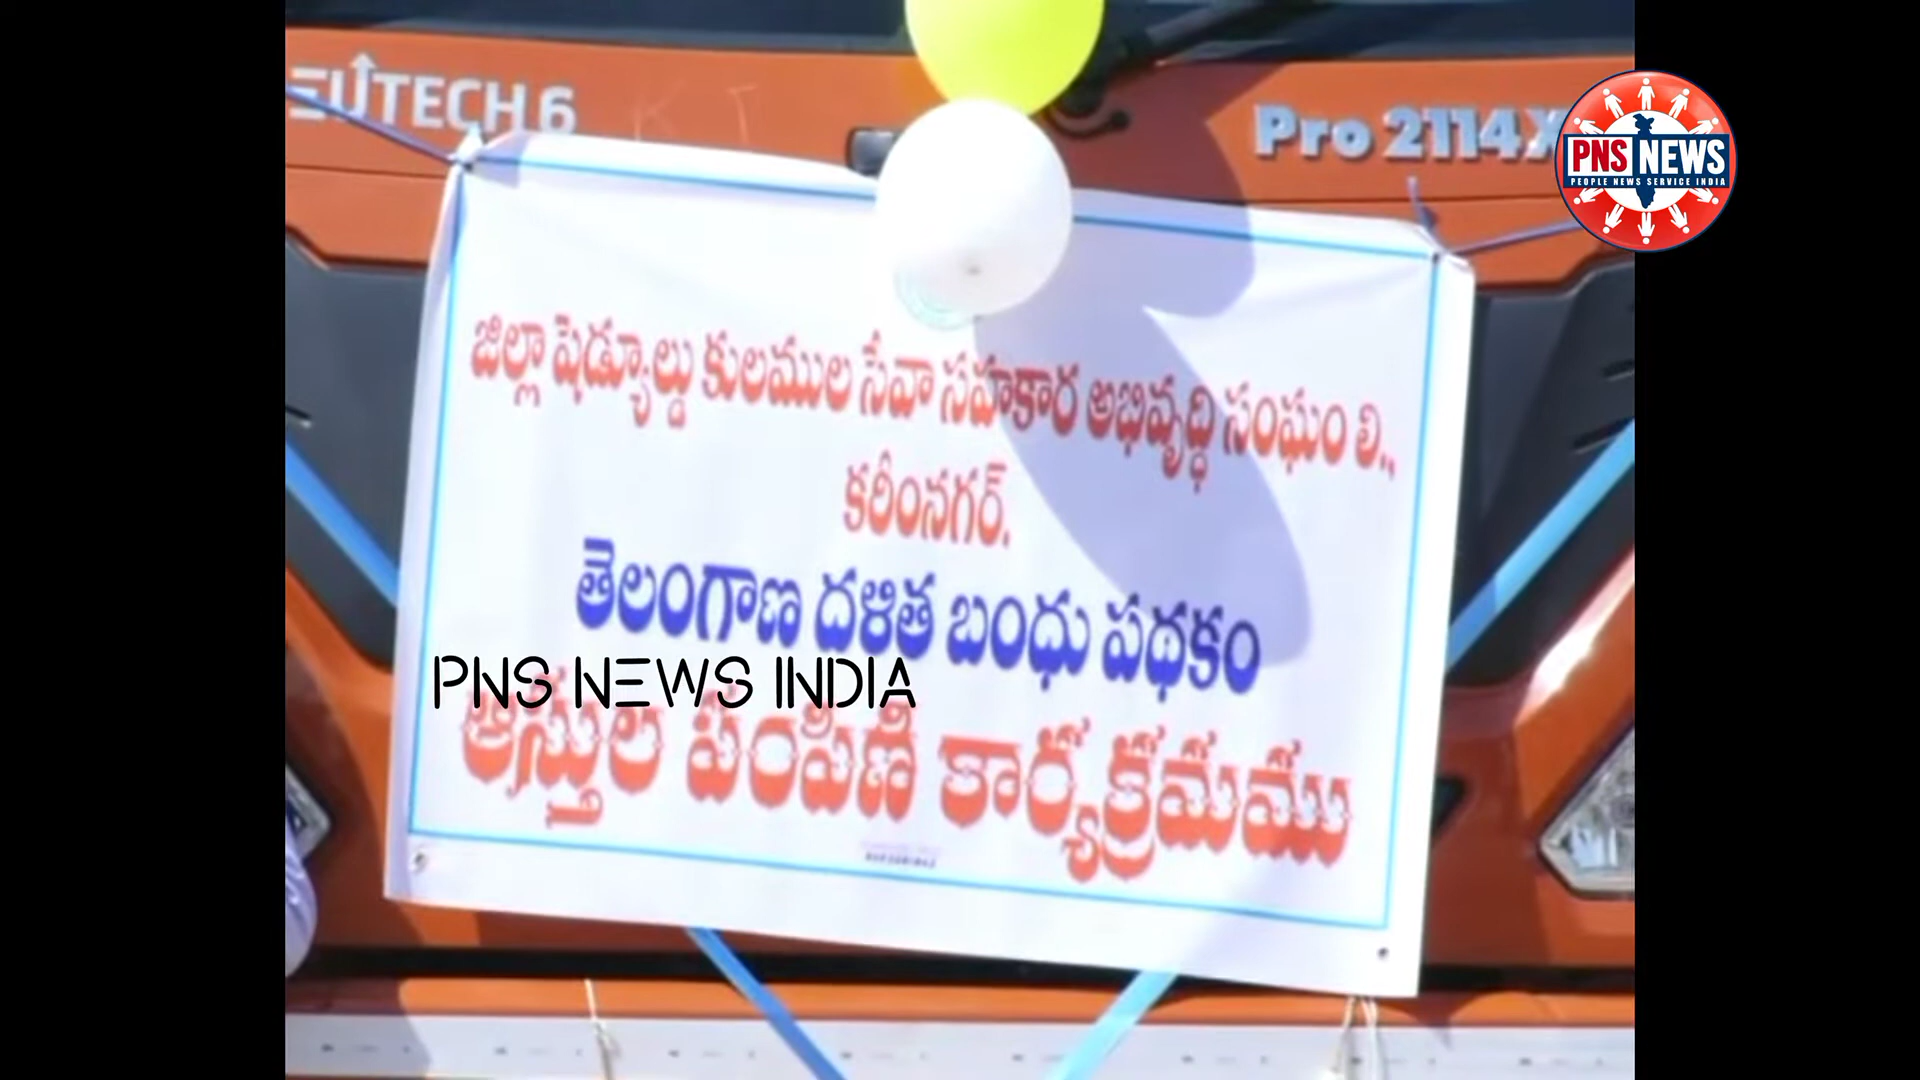 EUTECH 6
Pro 2114X
PNS NEWS
PEOPLE NEWS SERVICE INDIA
జిల్లా షెడ్యూల్డు కులముల సేవా సహకార అభివృద్ధి సంఘం లి.,
కరీంనగర్.
తెలంగాణ దళిత బంధు పథకం
PNS NEWS INDIA
ఆస్తుల పంపిణీ కార్యక్రమము